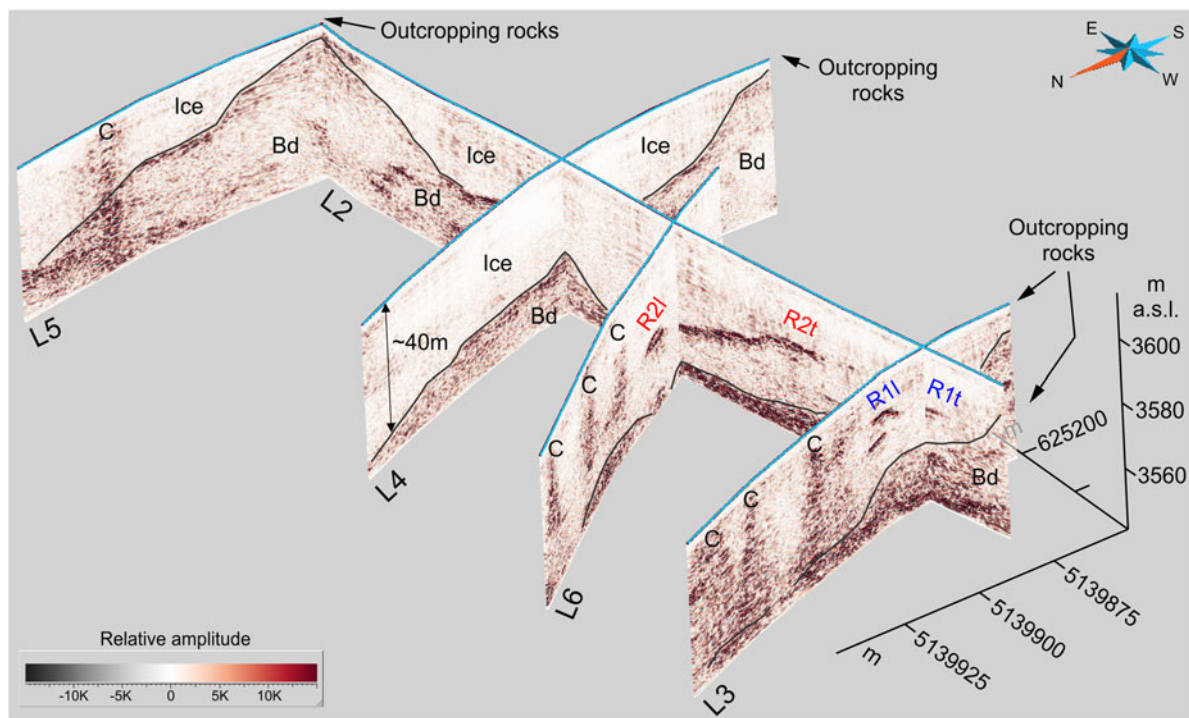 Outcropping rocks
E
S
N
W
Outcropping
rocks
Ice
C
Bd
Ice
Ice
Bd
Bd
L2
L5
Outcropping
rocks
Ice
Bd
~40m
R2l
R2t
C
C
C
L4
L6
R1l
R1t
C
C
C
Bd
L3
m
a.s.l.
3600
3580
3560
m
625200
5139875
5139900
5139925
m
Relative amplitude
-10K
-5K
0
5K
10K